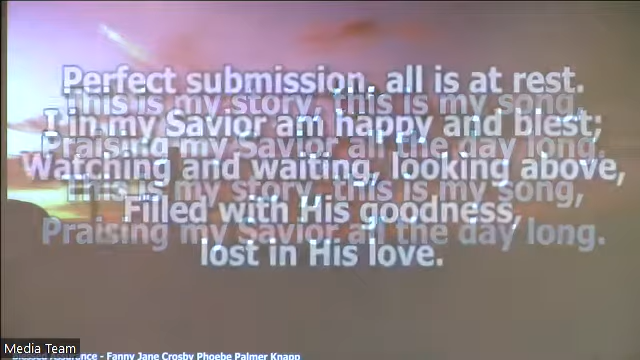 Perfect submission, all is at rest.
This is my story, this is my song,
I in my Savior am happy and blest;
Praising my Savior all the day long.
Watching and waiting, looking above,
This is my story, this is my song,
Filled with His goodness,
Praising my Savior all the day long.
lost in His love.
Media Team
Blessed Assurance - Fanny Jane Crosby Phoebe Palmer Knapp